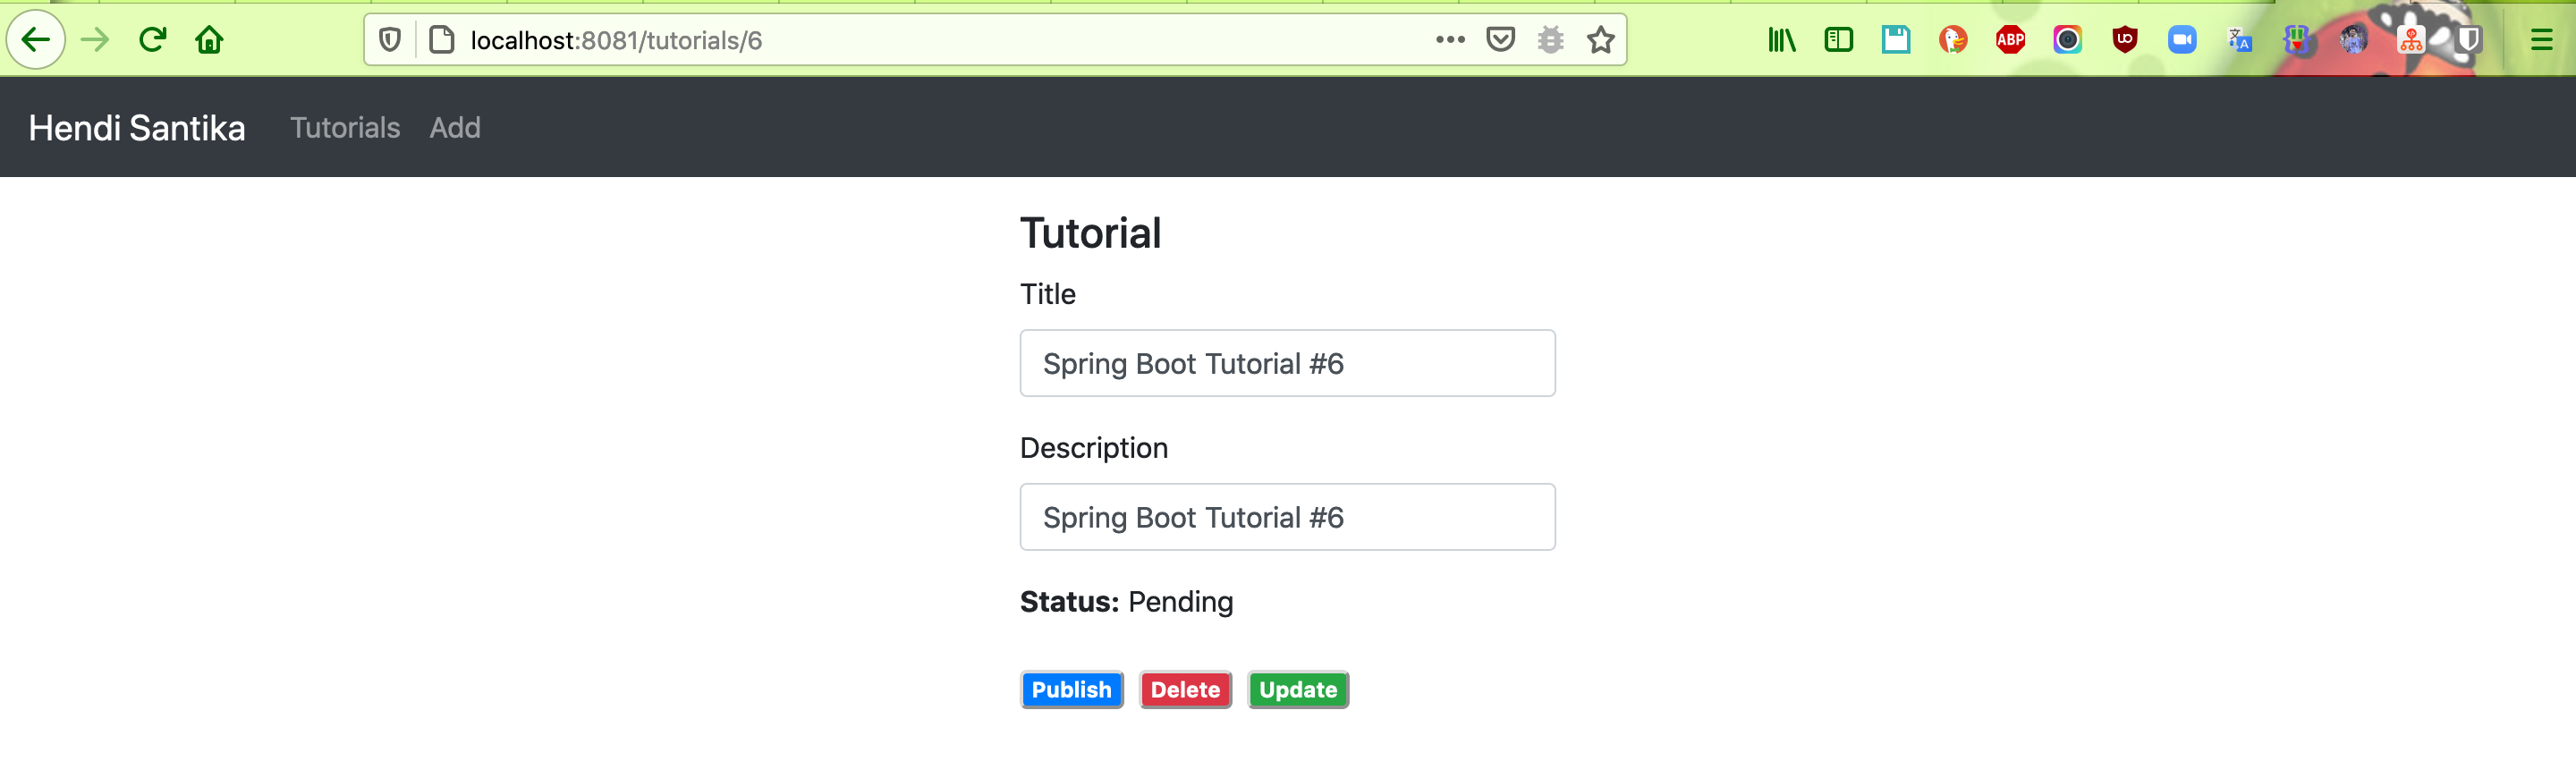 localhost:8081/tutorials/6
ABP
Hendi Santika Tutorials Add
Tutorial
Title
Spring Boot Tutorial #6
Description
Spring Boot Tutorial #6
Status: Pending
Publish Delete Update